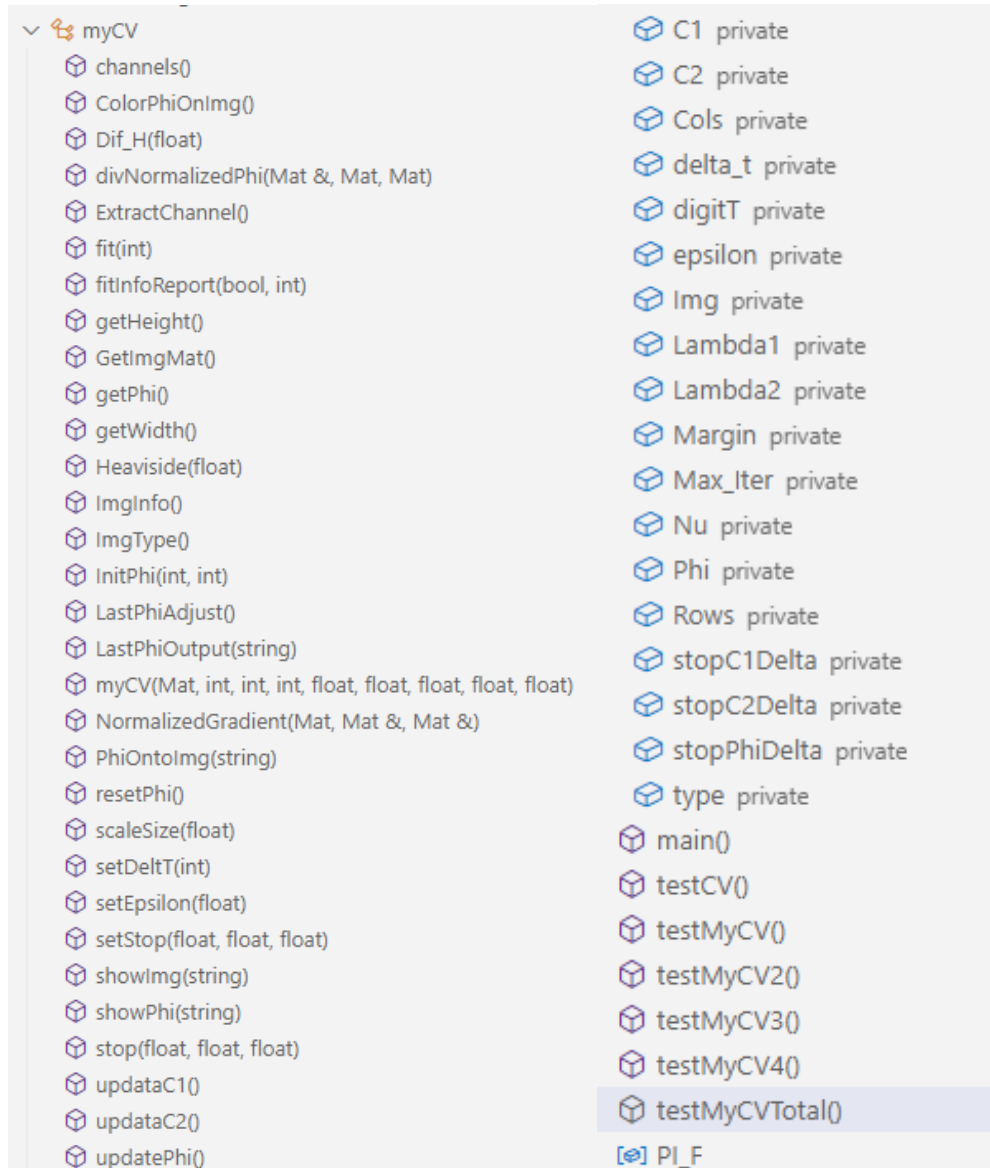 myCV
channels()
ColorPhiOnImg()
Dif_H(float)
divNormalizedPhi(Mat &, Mat, Mat)
ExtractChannel()
fit(int)
fitInfoReport(bool, int)
getHeight()
GetImgMat()
getPhi()
getWidth()
Heaviside(float)
ImgInfo()
ImgType()
InitPhi(int, int)
LastPhiAdjust()
LastPhiOutput(string)
myCV(Mat, int, int, int, float, float, float, float, float)
NormalizedGradient(Mat, Mat &, Mat &)
PhiOntoImg(string)
resetPhi()
scaleSize(float)
setDeltT(int)
setEpsilon(float)
setStop(float, float, float)
showImg(string)
showPhi(string)
stop(float, float, float)
updataC1()
updataC2()
updatePhi()
C1 private
C2 private
Cols private
delta_t private
digitT private
epsilon private
Img private
Lambda1 private
Lambda2 private
Margin private
Max_Iter private
Nu private
Phi private
Rows private
stopC1Delta private
stopC2Delta private
stopPhiDelta private
type private
main()
testCV()
testMyCV()
testMyCV2()
testMyCV3()
testMyCV4()
testMyCVTotal()
PI_F